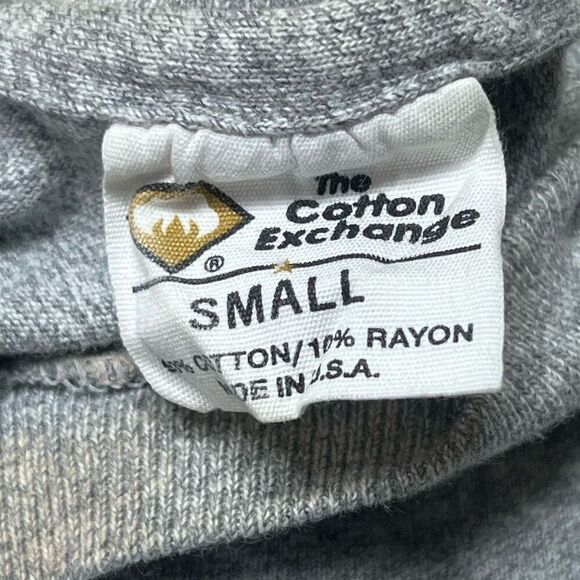 The
Cotton
Exchange
®
SMALL
COTTON/10% RAYON
IN U.S.A.